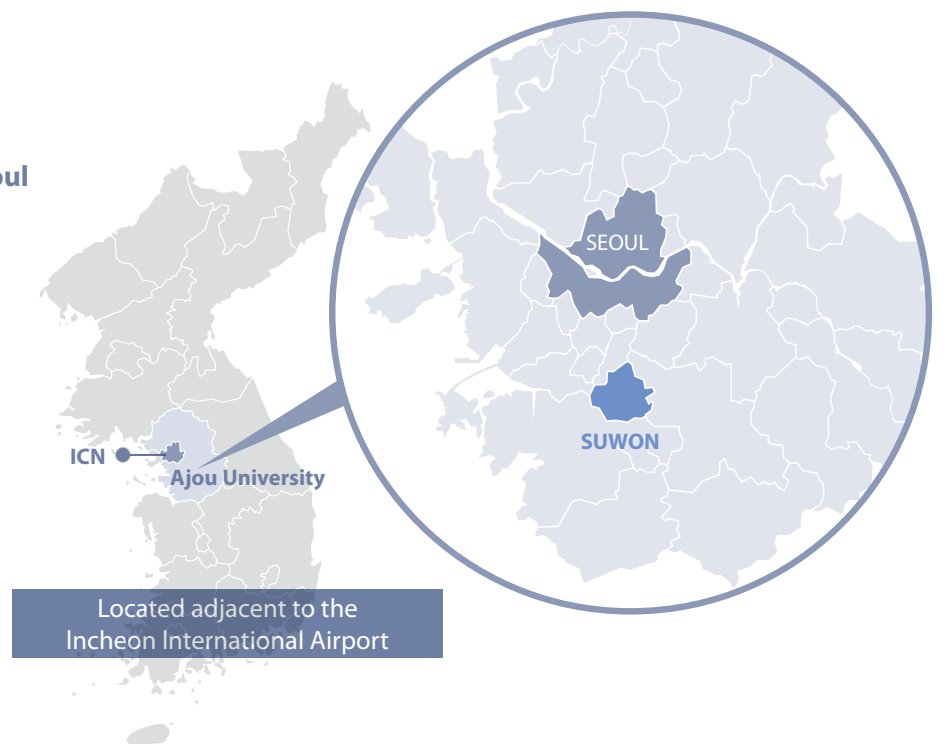 SEOUL
SUWON
ICN
Ajou University
Located adjacent to the
Incheon International Airport